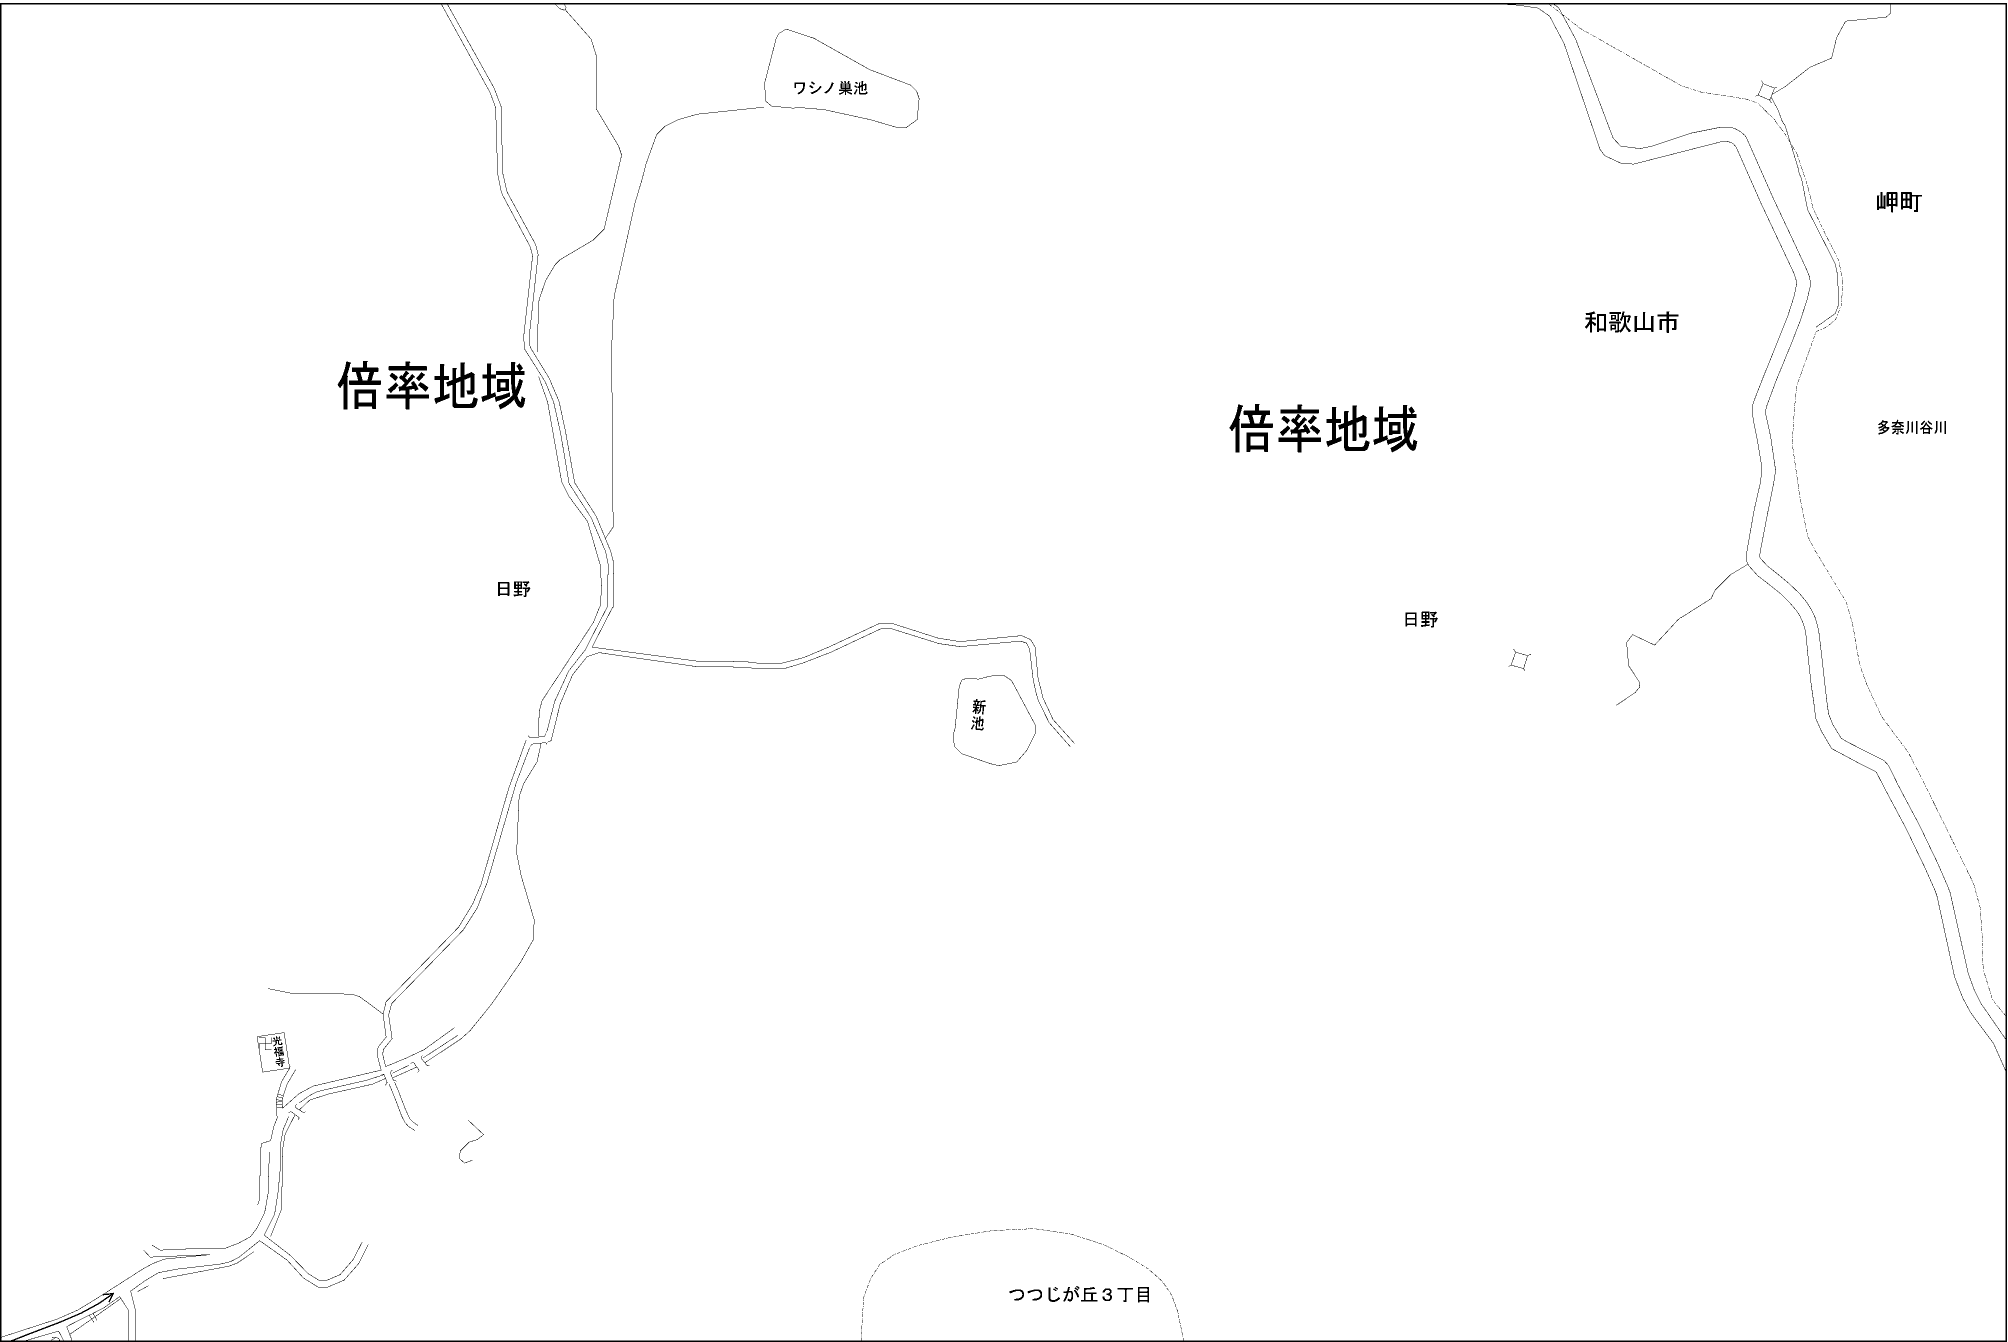 ワシノ巣池
岬町
和歌山市
倍率地域
倍率地域
多奈川谷川
日野
日野
新池
光福寺
つつじが丘3丁目